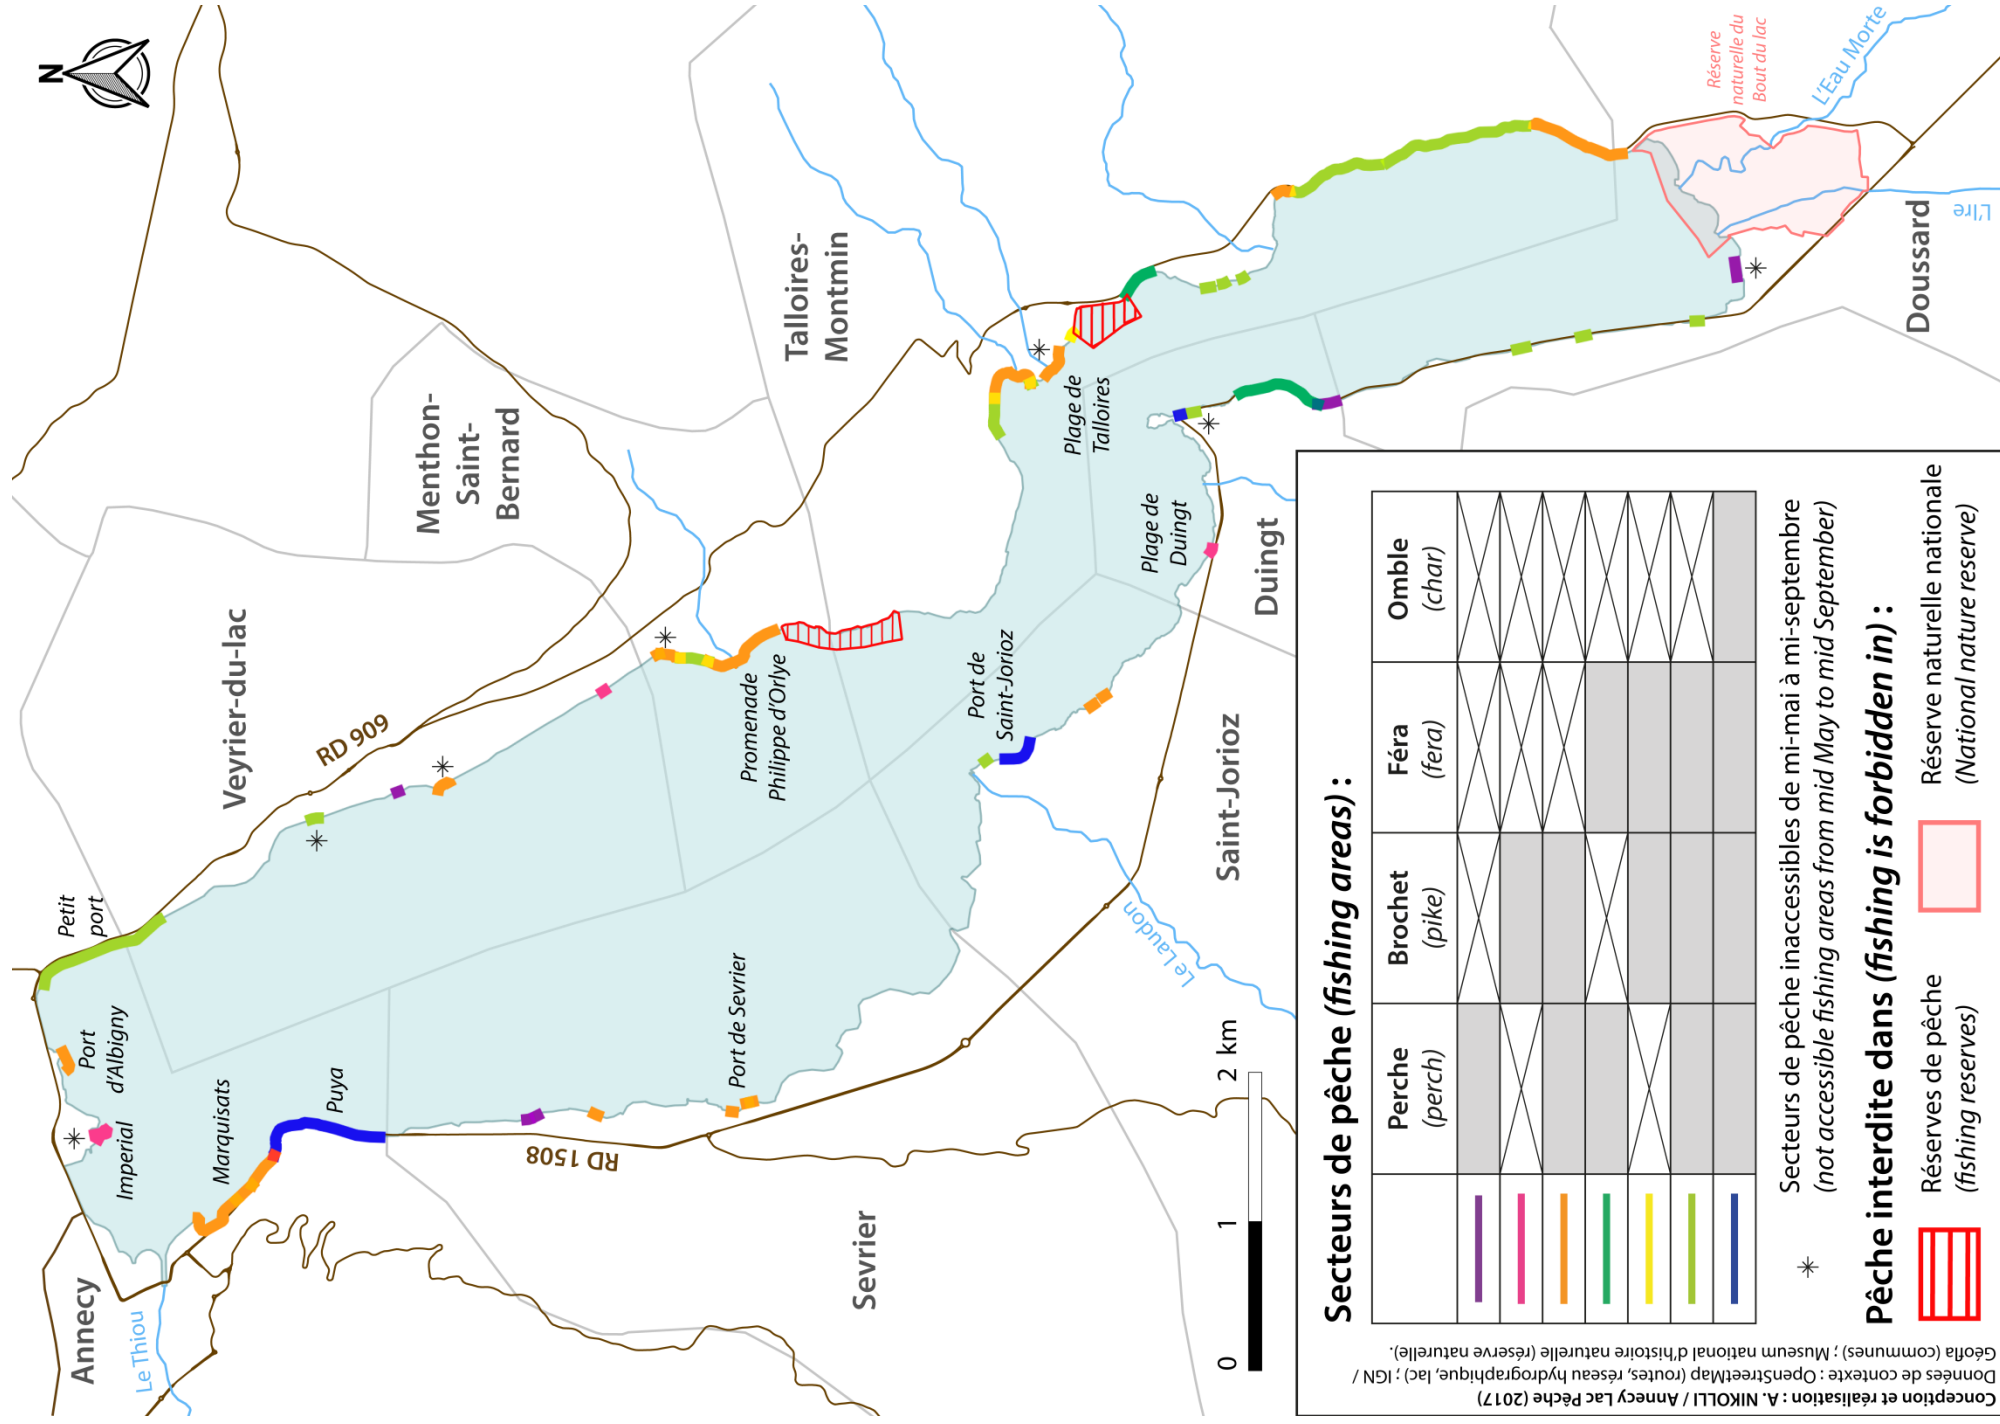 N
Annecy
Le Thiou
Imperial
Port
d'Albigny
Petit
port
Marquisats
Puya
Veyrier-du-lac
RD 909
Menthon-
Saint-
Bernard
Talloires-
Montmin
RD 1508
Sevrier
Port de Sevrier
Promenade
Philippe d'Orlye
Port de
Saint-Jorioz
Le Laudon
Saint-Jorioz
Plage de
Duingt
Duingt
Plage de
Talloires
Doussard
L'Ire
L'Eau Morte
Réserve
naturelle du
Bout du lac
0 1 2 km
Secteurs de pêche (fishing areas) :
Perche
(perch)
Brochet
(pike)
Féra
(fera)
Omble
(char)
Secteurs de pêche inaccessibles de mi-mai à mi-septembre
(not accessible fishing areas from mid May to mid September)
Pêche interdite dans (fishing is forbidden in) :
Réserves de pêche
(fishing reserves)
Réserve naturelle nationale
(National nature reserve)
Conception et réalisation : A. NIKOLLI / Annecy Lac Pêche (2017)
Données de contexte : OpenStreetMap (routes, réseau hydrographique, lac) ; IGN /
Geofla (communes) ; Museum national d'histoire naturelle (réserve naturelle).